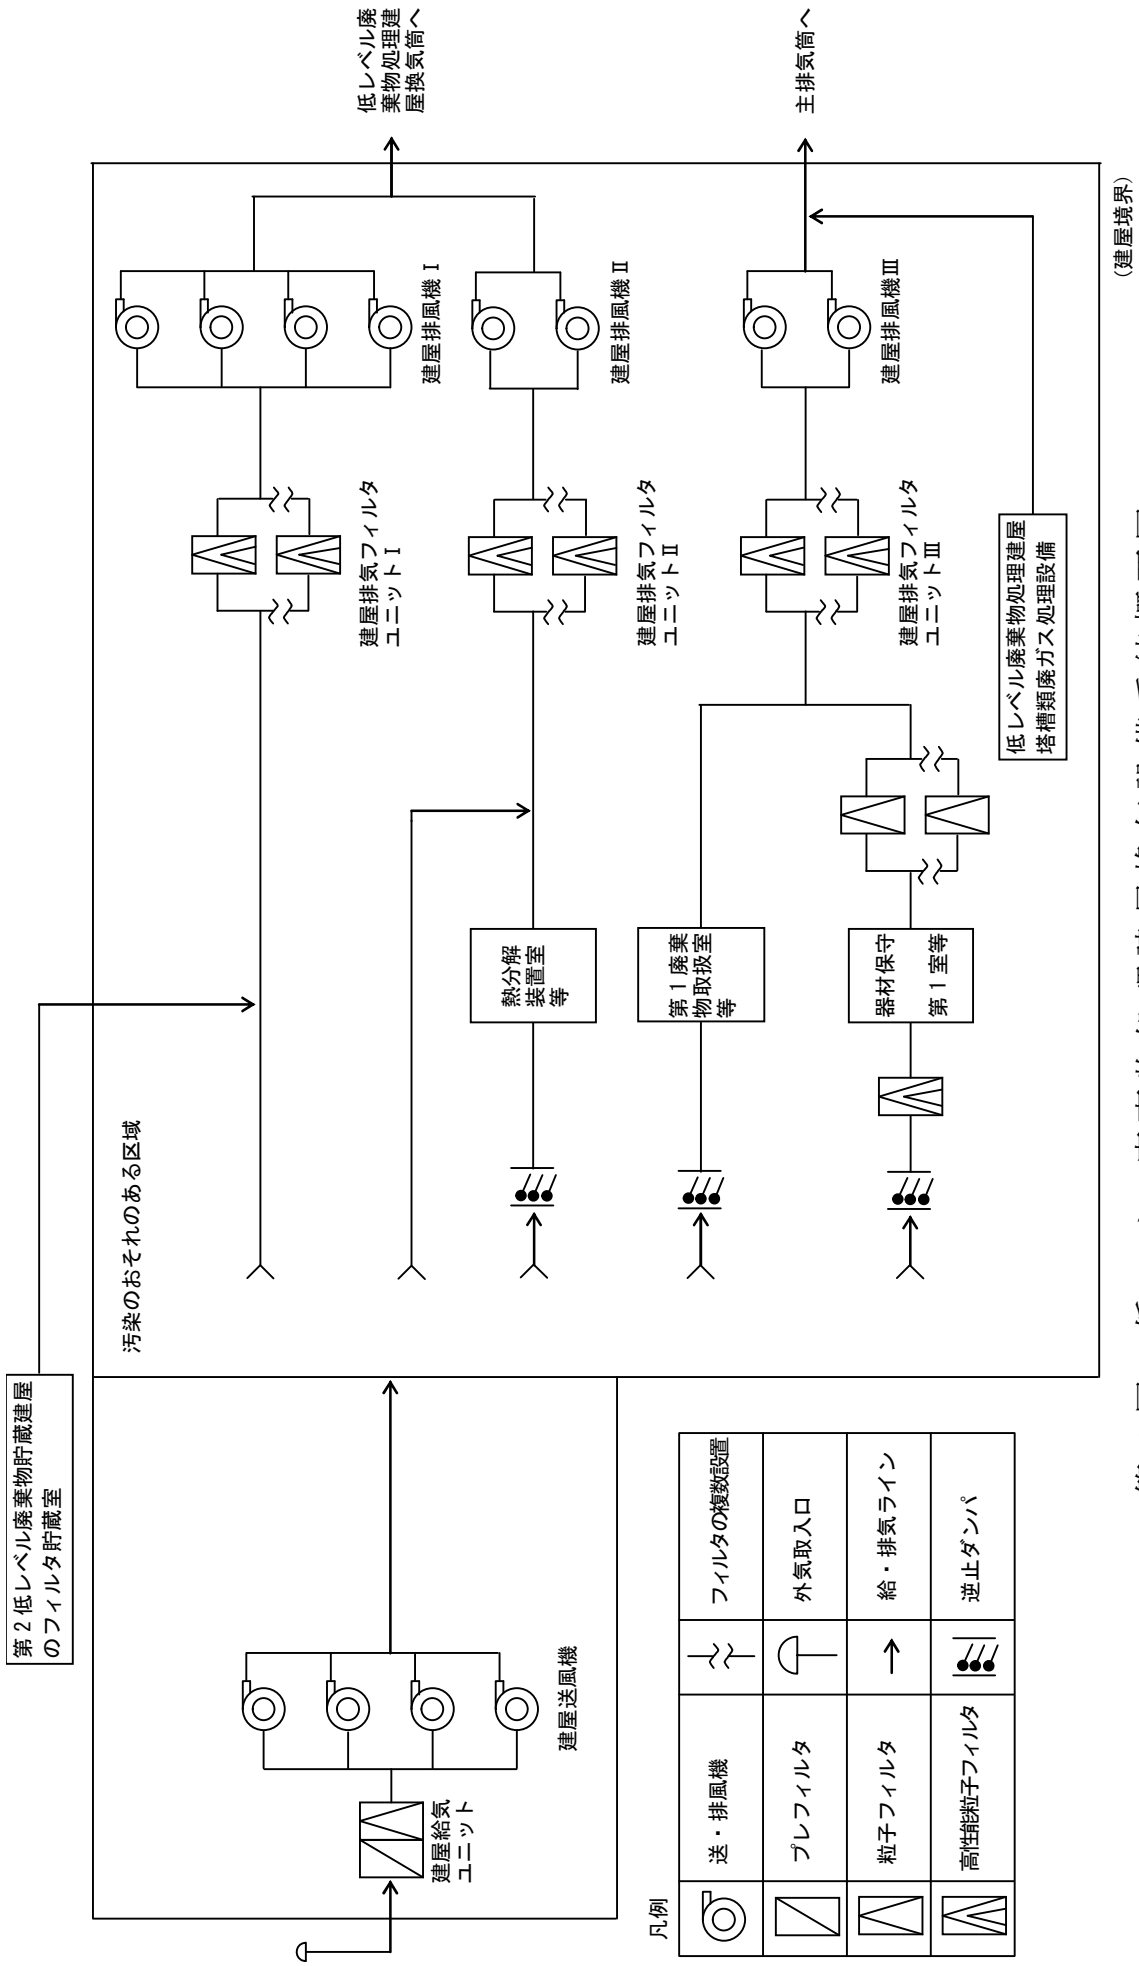 第２低レベル廃棄物貯蔵建屋
のフィルタ貯蔵室
汚染のおそれのある区域
低レベル廃
棄物処理建
屋換気筒へ
主排気筒へ
(建屋境界)
建屋給気
ユニット
建屋送風機
建屋排気フィルタ
ユニットⅠ
建屋排風機Ⅰ
熱分解
装置室
等
建屋排気フィルタ
ユニットⅡ
建屋排風機Ⅱ
第１廃棄
物取扱室
等
器材保守
第１室等
建屋排気フィルタ
ユニットⅢ
建屋排風機Ⅲ
低レベル廃棄物処理建屋
塔槽類廃ガス処理設備
凡例
送・排風機
フィルタの複数設置
プレフィルタ
外気取入口
粒子フィルタ
給・排気ライン
高性能粒子フィルタ
逆止ダンパ